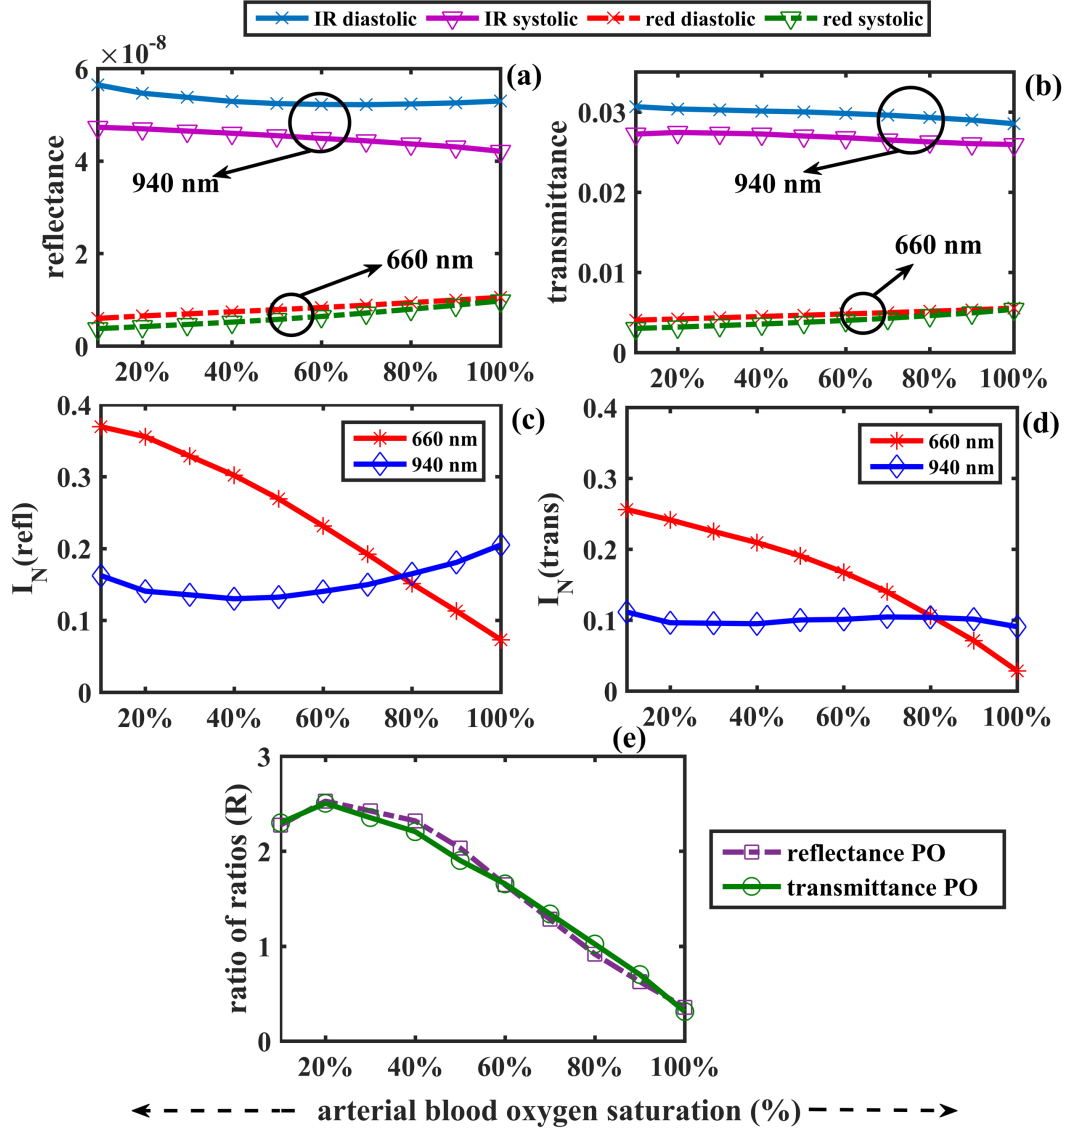 IR diastolic IR systolic red diastolic red systolic
×10⁻⁸
(a)
6
4
2
0
reflectance
940 nm
660 nm
20% 40% 60% 80% 100%
(b)
0.03
0.02
0.01
0
transmittance
940 nm
660 nm
20% 40% 60% 80% 100%
(c)
0.4
0.3
0.2
0.1
0
I_N(refl)
660 nm
940 nm
20% 40% 60% 80% 100%
(d)
0.4
0.3
0.2
0.1
0
I_N(trans)
660 nm
940 nm
20% 40% 60% 80% 100%
(e)
3
2
1
0
ratio of ratios (R)
20% 40% 60% 80% 100%
reflectance PO
transmittance PO
arterial blood oxygen saturation (%)